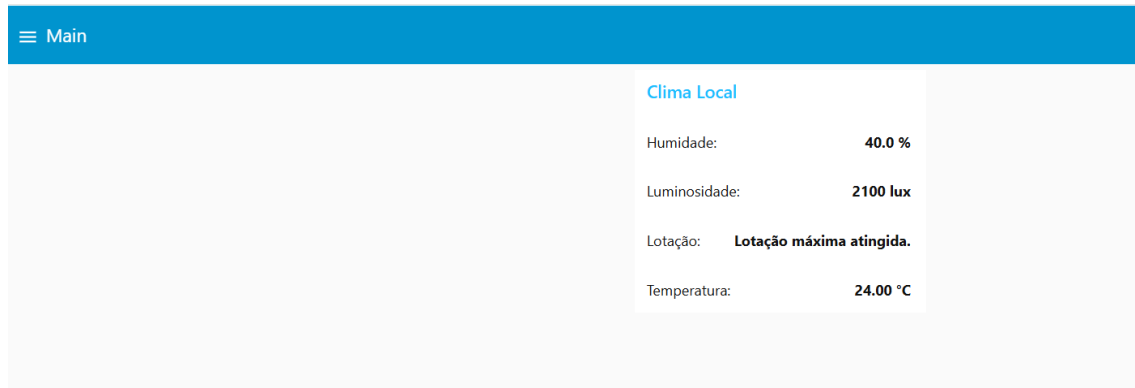 Main
Clima Local
Humidade: 40.0 %
Luminosidade: 2100 lux
Lotação: Lotação máxima atingida.
Temperatura: 24.00 °C